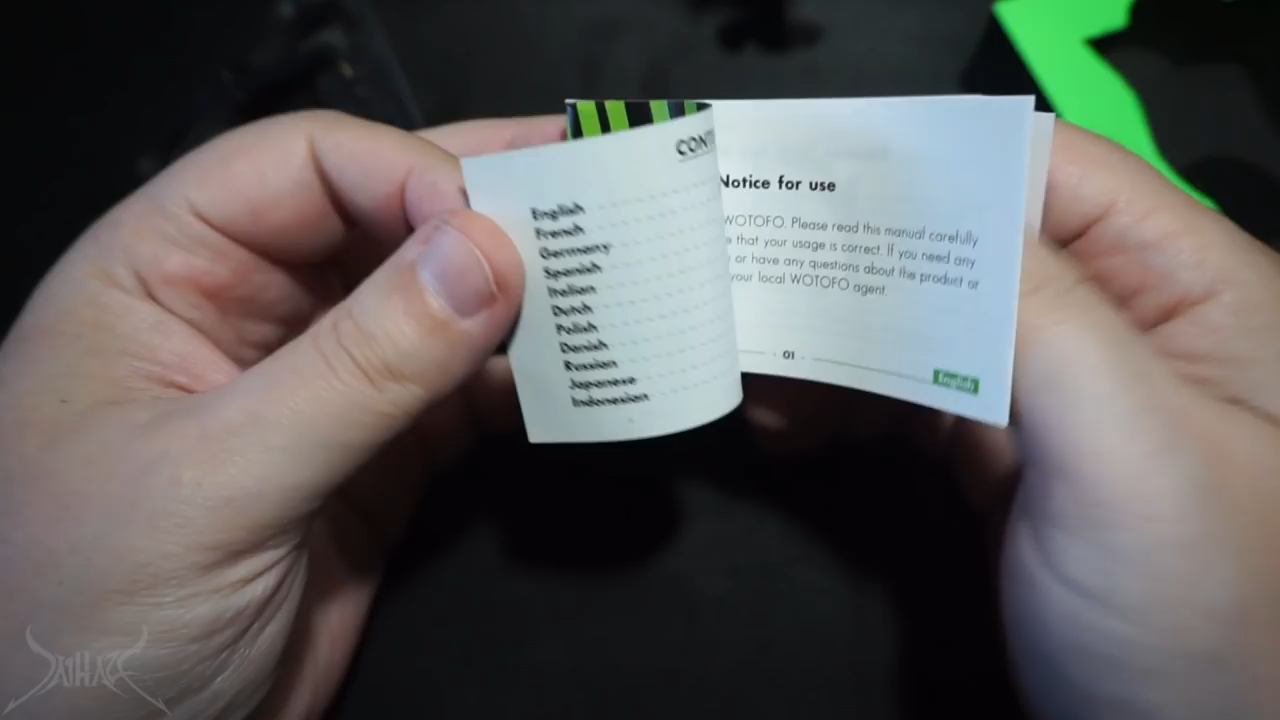 CONT
English
French
Germany
Spanish
Italian
Dutch
Polish
Danish
Russian
Japanese
Indonesian
Notice for use
WOTOFO. Please read this manual carefully
that your usage is correct. If you need any
or have any questions about the product or
your local WOTOFO agent.
01
English